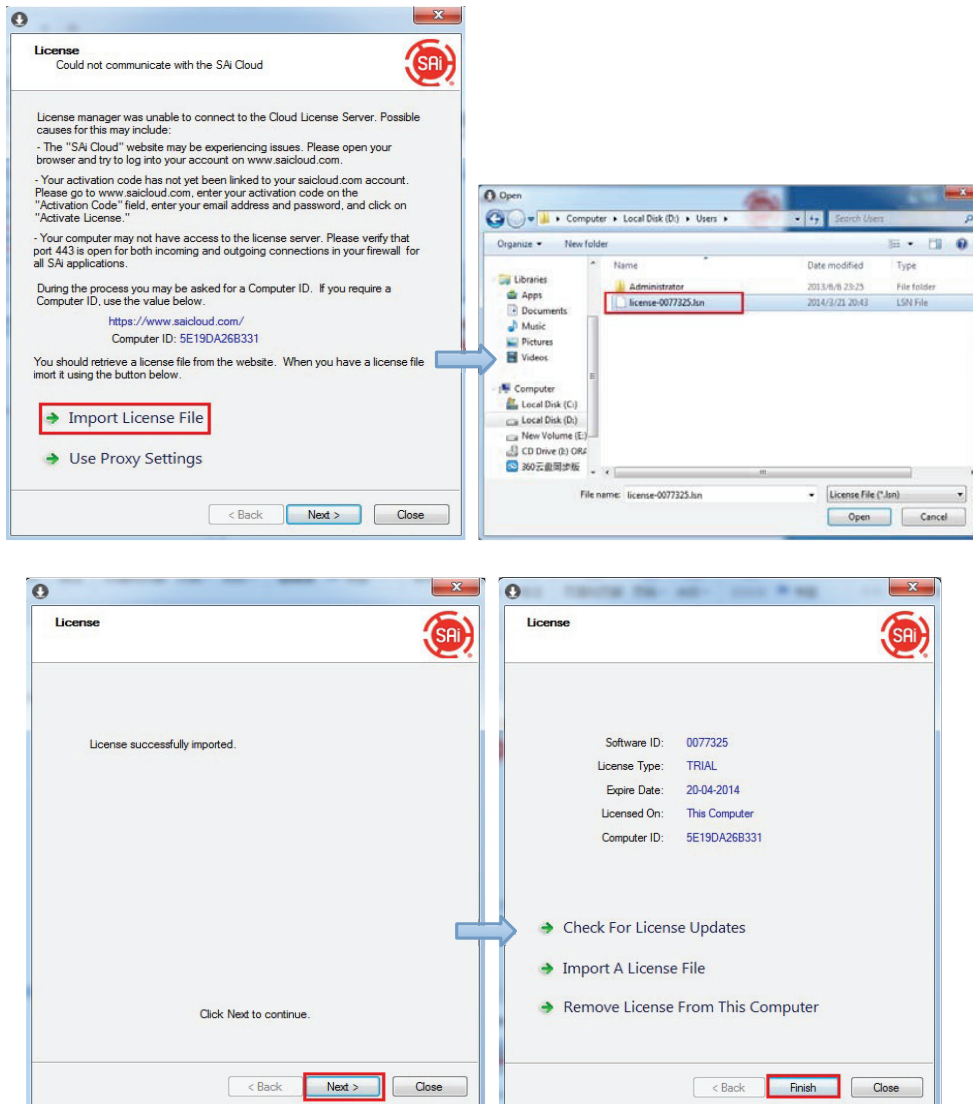 License
Could not communicate with the SAi Cloud
SAi
License manager was unable to connect to the Cloud License Server. Possible
causes for this may include:
- The "SAi Cloud" website may be experiencing issues. Please open your
browser and try to log into your account on www.saicloud.com.
- Your activation code has not yet been linked to your saicloud.com account.
Please go to www.saicloud.com, enter your activation code on the
"Activation Code" field, enter your email address and password, and click on
"Activate License."
- Your computer may not have access to the license server. Please verify that
port 443 is open for both incoming and outgoing connections in your firewall for
all SAi applications.
During the process you may be asked for a Computer ID. If you require a
Computer ID, use the value below.
https://www.saicloud.com/
Computer ID: 5E19DA26B331
You should retrieve a license file from the website. When you have a license file
imort it using the button below.
Import License File
Use Proxy Settings
< Back Next > Close
Open
Computer Local Disk (D:) Users
Search Users
Organize New folder
Name Date modified Type
Libraries
Apps
Documents
Music
Pictures
Videos
Computer
Local Disk (C:)
Local Disk (D:)
New Volume (E:)
CD Drive (I:) ORA
360云盘同步版
Administrator 2013/8/8 23:25 File folder
license-0077325.lsn 2014/3/21 20:43 LSN File
File name: license-0077325.lsn License File (*.lsn)
Open Cancel
License
SAi
License successfully imported.
Click Next to continue.
< Back Next > Close
License
SAi
Software ID: 0077325
License Type: TRIAL
Expire Date: 20-04-2014
Licensed On: This Computer
Computer ID: 5E19DA26B331
Check For License Updates
Import A License File
Remove License From This Computer
< Back Finish Close